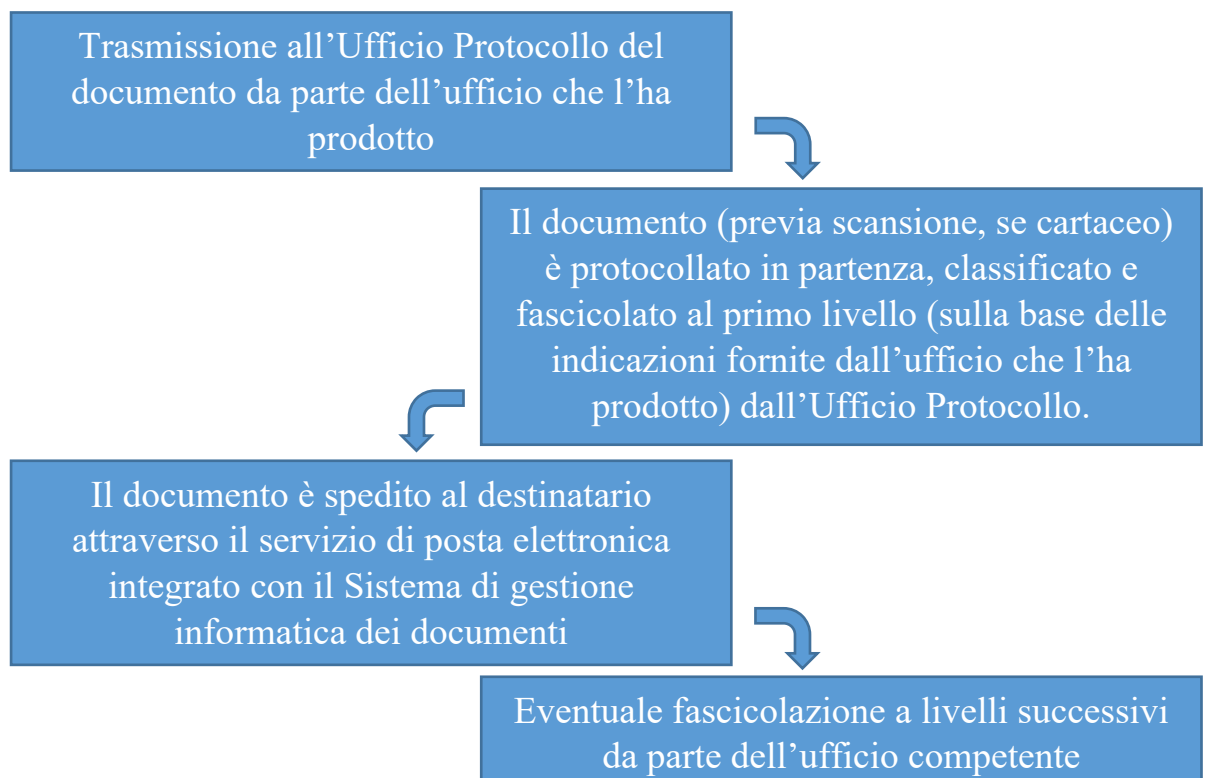 Trasmissione all’Ufficio Protocollo del
documento da parte dell’ufficio che l’ha
prodotto
Il documento (previa scansione, se cartaceo)
è protocollato in partenza, classificato e
fascicolato al primo livello (sulla base delle
indicazioni fornite dall’ufficio che l’ha
prodotto) dall’Ufficio Protocollo.
Il documento è spedito al destinatario
attraverso il servizio di posta elettronica
integrato con il Sistema di gestione
informatica dei documenti
Eventuale fascicolazione a livelli successivi
da parte dell’ufficio competente